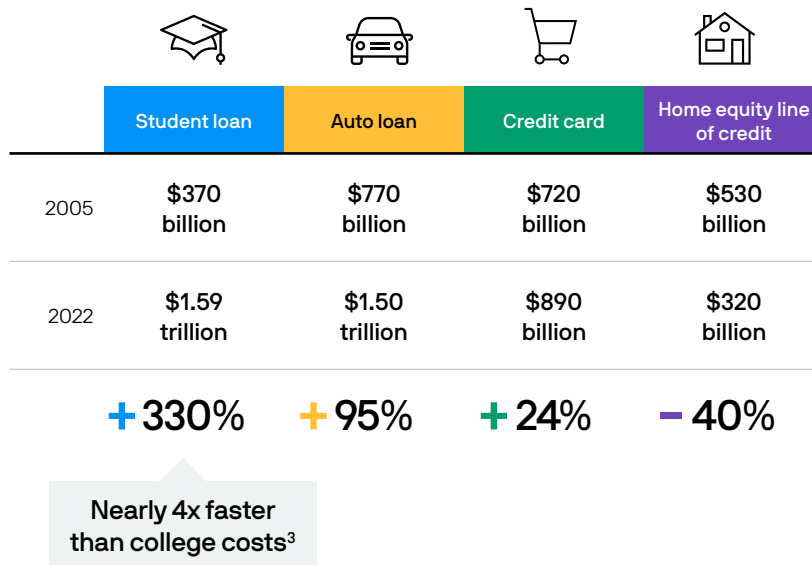 Student loan
Auto loan
Credit card
Home equity line
of credit
2005
$370
billion
$770
billion
$720
billion
$530
billion
2022
$1.59
trillion
$1.50
trillion
$890
billion
$320
billion
+330%
+95%
+24%
- 40%
Nearly 4x faster
than college costs³